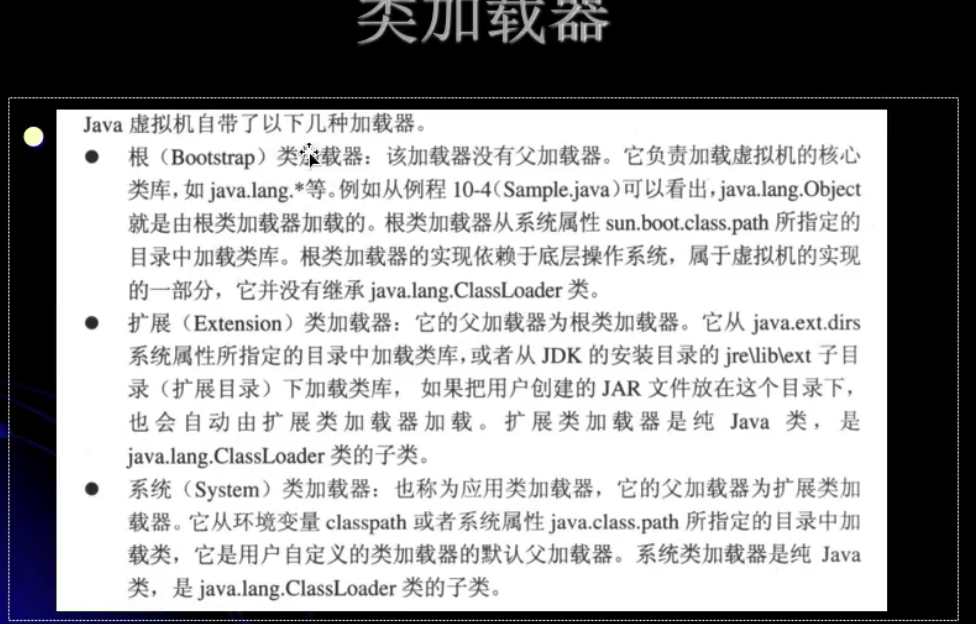 类加载器
Java 虚拟机自带了以下几种加载器。
● 根（Bootstrap）类加载器：该加载器没有父加载器。它负责加载虚拟机的核心
类库，如 java.lang.*等。例如从例程 10-4（Sample.java）可以看出，java.lang.Object
就是由根类加载器加载的。根类加载器从系统属性 sun.boot.class.path 所指定的
目录中加载类库。根类加载器的实现依赖于底层操作系统，属于虚拟机的实现
的一部分，它并没有继承 java.lang.ClassLoader 类。
● 扩展（Extension）类加载器：它的父加载器为根类加载器。它从 java.ext.dirs
系统属性所指定的目录中加载类库，或者从 JDK 的安装目录的 jre\lib\ext 子目
录（扩展目录）下加载类库， 如果把用户创建的 JAR 文件放在这个目录下，
也会自动由扩展类加载器加载。扩展类加载器是纯 Java 类，是
java.lang.ClassLoader 类的子类。
● 系统（System）类加载器：也称为应用类加载器，它的父加载器为扩展类加
载器。它从环境变量 classpath 或者系统属性 java.class.path 所指定的目录中加
载类，它是用户自定义的类加载器的默认父加载器。系统类加载器是纯 Java
类，是 java.lang.ClassLoader 类的子类。